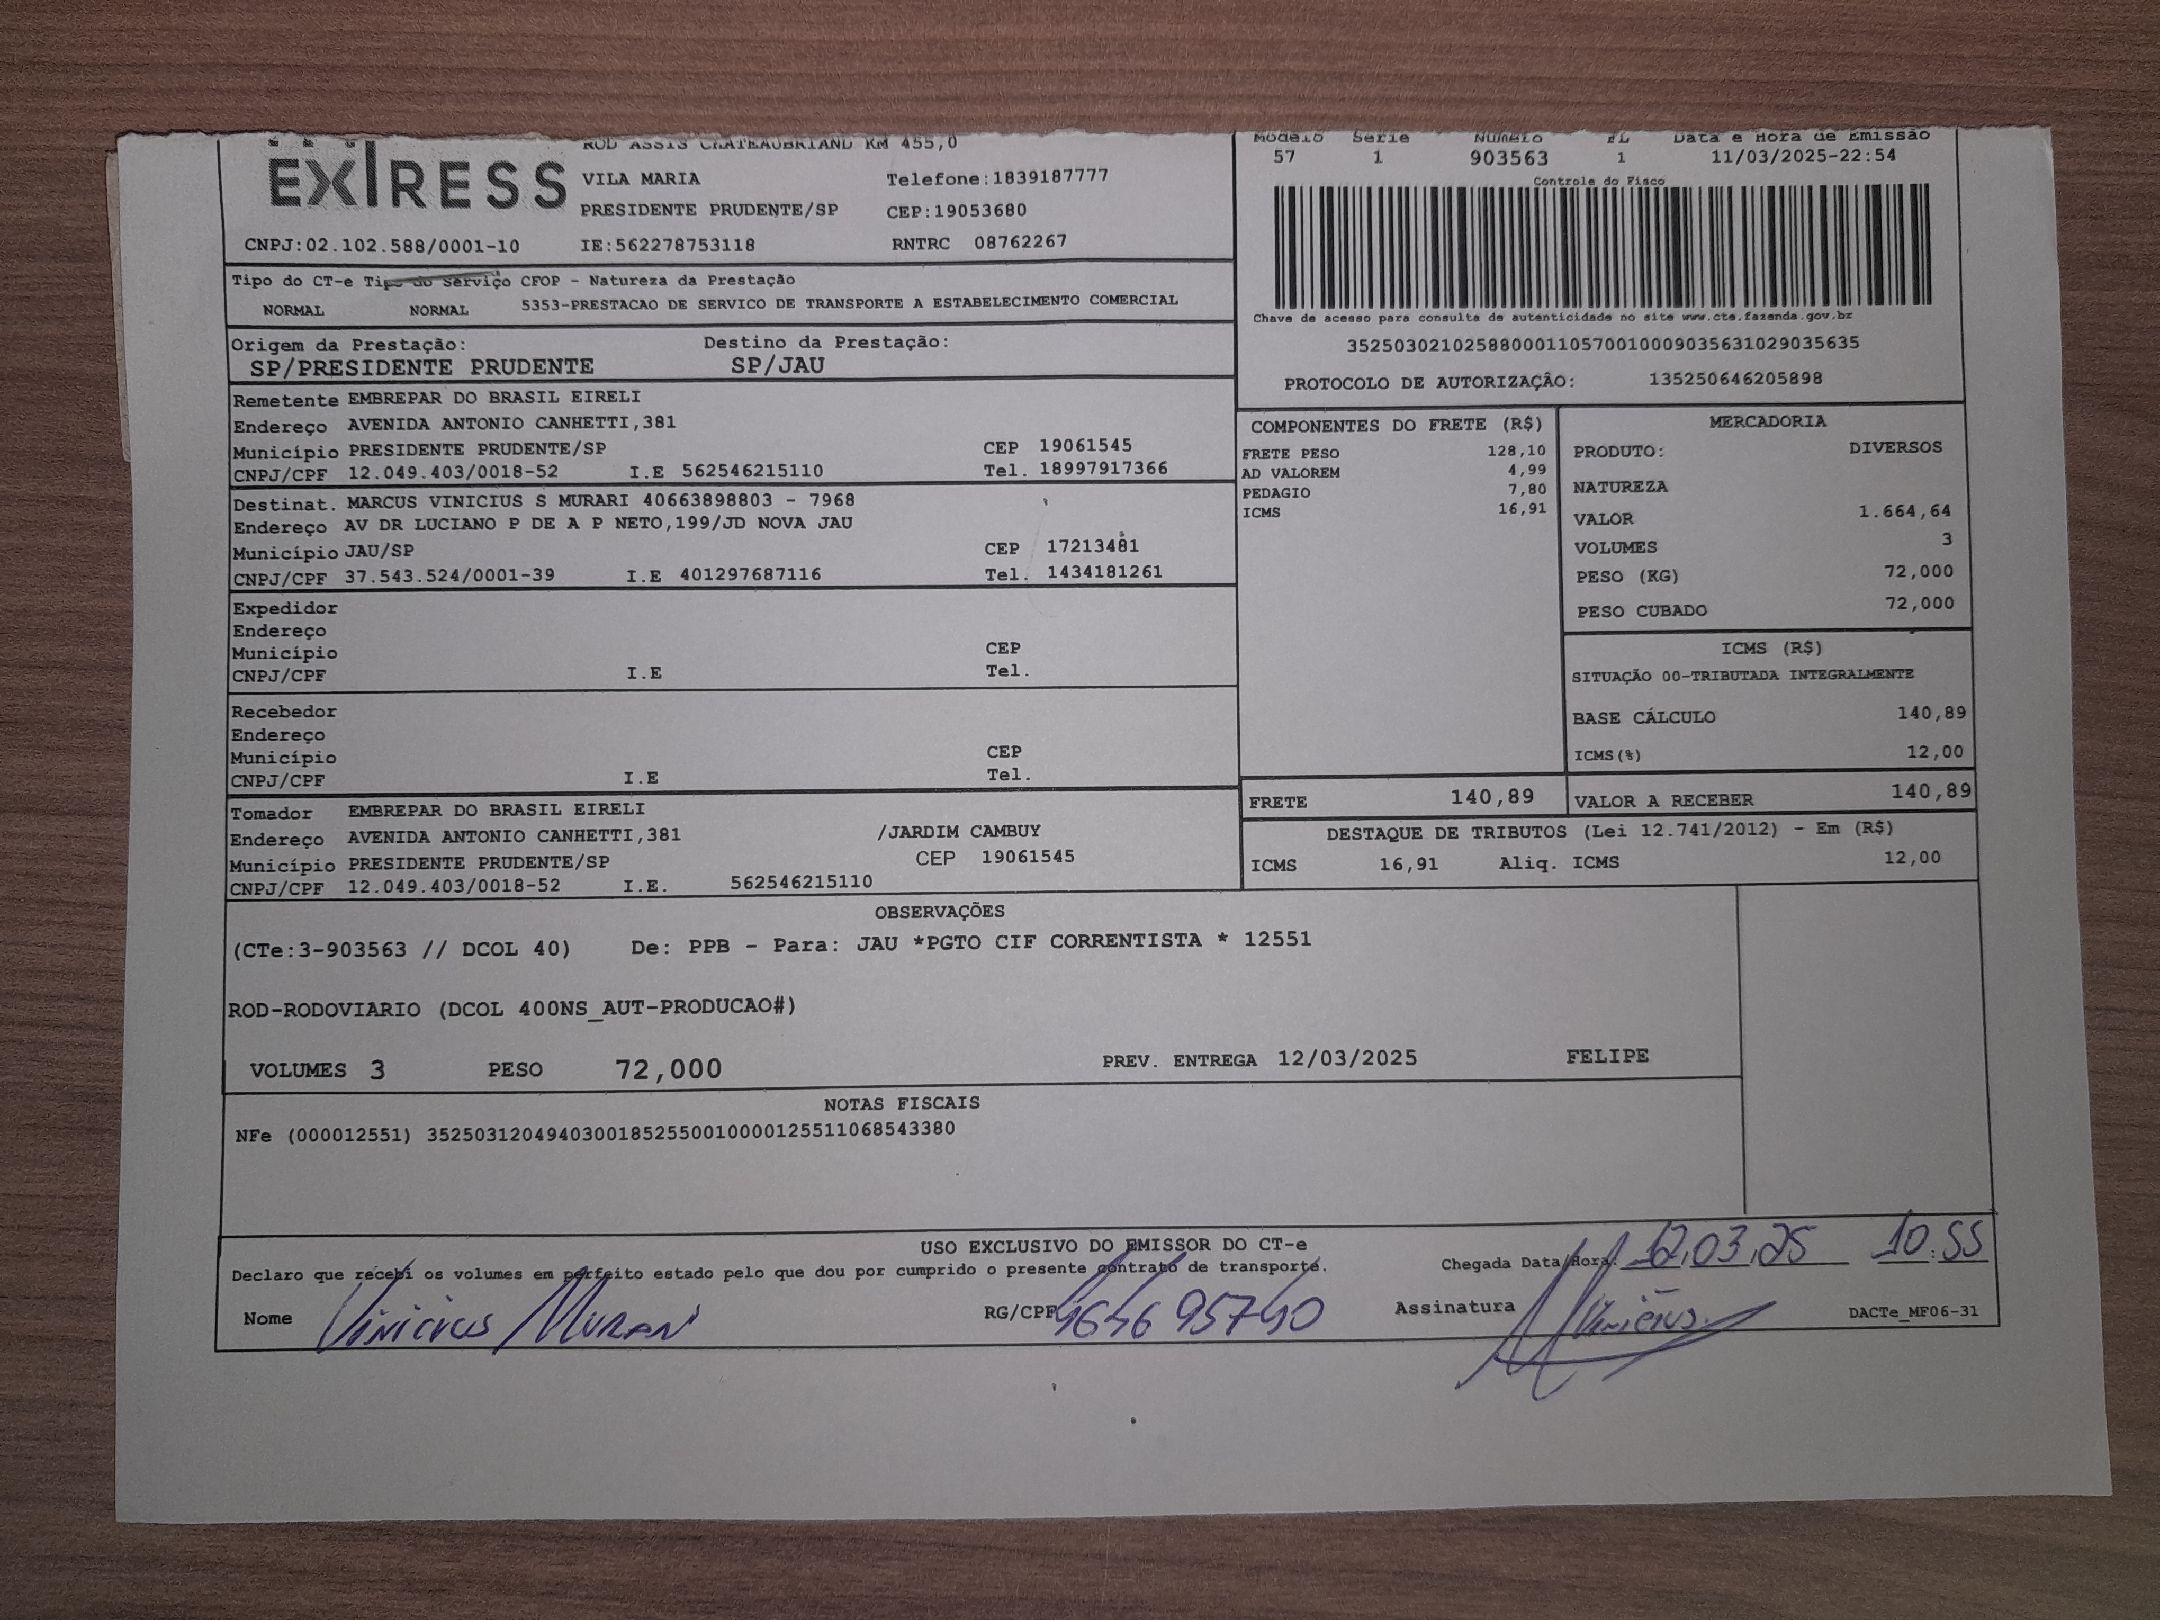 EXPRESS
ROD ASSIS CHATEAUBRIAND KM 455,0
VILA MARIA Telefone:1839187777
PRESIDENTE PRUDENTE/SP CEP:19053680
CNPJ:02.102.588/0001-10 IE:562278753118 RNTRC 08762267
Modelo Série Número FL Data e Hora de Emissão
57 1 903563 1 11/03/2025-22:54
Controle do Fisco
Chave de acesso para consulta de autenticidade no site www.cte.fazenda.gov.br
35250302102588000110570010009035631029035635
PROTOCOLO DE AUTORIZAÇÃO: 135250646205898
Tipo do CT-e Tipo do Serviço CFOP - Natureza da Prestação
NORMAL NORMAL 5353-PRESTACAO DE SERVICO DE TRANSPORTE A ESTABELECIMENTO COMERCIAL
Origem da Prestação: Destino da Prestação:
SP/PRESIDENTE PRUDENTE SP/JAU
Remetente EMBREPAR DO BRASIL EIRELI
Endereço AVENIDA ANTONIO CANHETTI,381
Município PRESIDENTE PRUDENTE/SP CEP 19061545
CNPJ/CPF 12.049.403/0018-52 I.E 562546215110 Tel. 18997917366
Destinat. MARCUS VINICIUS S MURARI 40663898803 - 7968
Endereço AV DR LUCIANO P DE A P NETO,199/JD NOVA JAU
Município JAU/SP CEP 17213481
CNPJ/CPF 37.543.524/0001-39 I.E 401297687116 Tel. 1434181261
Expedidor
Endereço
Município CEP
CNPJ/CPF I.E Tel.
Recebedor
Endereço
Município CEP
CNPJ/CPF I.E Tel.
Tomador EMBREPAR DO BRASIL EIRELI
Endereço AVENIDA ANTONIO CANHETTI,381 /JARDIM CAMBUY
Município PRESIDENTE PRUDENTE/SP CEP 19061545
CNPJ/CPF 12.049.403/0018-52 I.E. 562546215110
COMPONENTES DO FRETE (R$)
FRETE PESO 128,10
AD VALOREM 4,99
PEDAGIO 7,80
ICMS 16,91
MERCADORIA
PRODUTO: DIVERSOS
NATUREZA
VALOR 1.664,64
VOLUMES 3
PESO (KG) 72,000
PESO CUBADO 72,000
ICMS (R$)
SITUAÇÃO 00-TRIBUTADA INTEGRALMENTE
BASE CÁLCULO 140,89
ICMS(%) 12,00
FRETE 140,89 VALOR A RECEBER 140,89
DESTAQUE DE TRIBUTOS (Lei 12.741/2012) - Em (R$)
ICMS 16,91 Aliq. ICMS 12,00
OBSERVAÇÕES
(CTe:3-903563 // DCOL 40) De: PPB - Para: JAU *PGTO CIF CORRENTISTA * 12551
ROD-RODOVIARIO (DCOL 400NS_AUT-PRODUCAO#)
VOLUMES 3 PESO 72,000 PREV. ENTREGA 12/03/2025 FELIPE
NOTAS FISCAIS
NFe (000012551) 35250312049403001852550010000125511068543380
USO EXCLUSIVO DO EMISSOR DO CT-e
Declaro que recebi os volumes em perfeito estado pelo que dou por cumprido o presente contrato de transporte. Chegada Data/Hora: 12.03.25 10:55
Nome Vinicius Murari RG/CPF Assinatura Vinicius DACTe_MF06-31